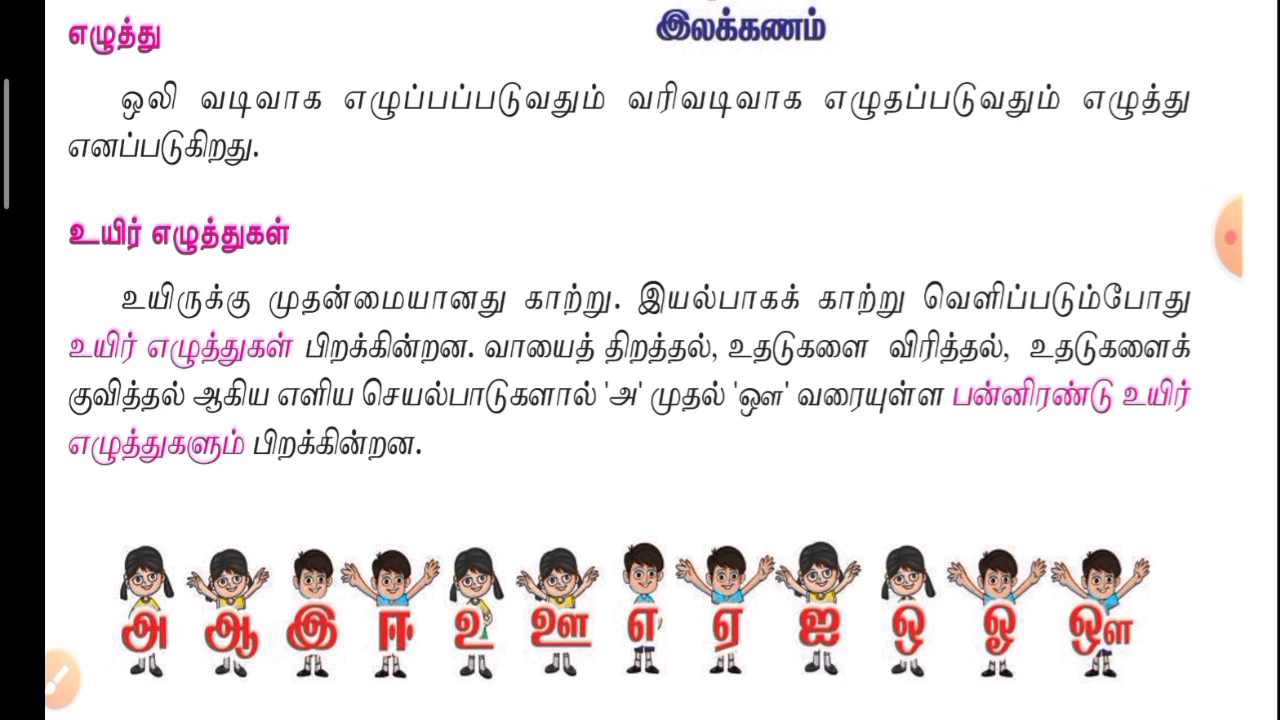 இலக்கணம்
எழுத்து
ஒலி வடிவாக எழுப்பப்படுவதும் வரிவடிவாக எழுதப்படுவதும் எழுத்து
எனப்படுகிறது.
உயிர் எழுத்துகள்
உயிருக்கு முதன்மையானது காற்று. இயல்பாகக் காற்று வெளிப்படும்போது
உயிர் எழுத்துகள் பிறக்கின்றன. வாயைத் திறத்தல், உதடுகளை விரித்தல், உதடுகளைக்
குவித்தல் ஆகிய எளிய செயல்பாடுகளால் 'அ' முதல் 'ஔ' வரையுள்ள பன்னிரண்டு உயிர்
எழுத்துகளும் பிறக்கின்றன.
அ ஆ இ ஈ உ ஊ எ ஏ ஐ ஒ ஓ ஔ